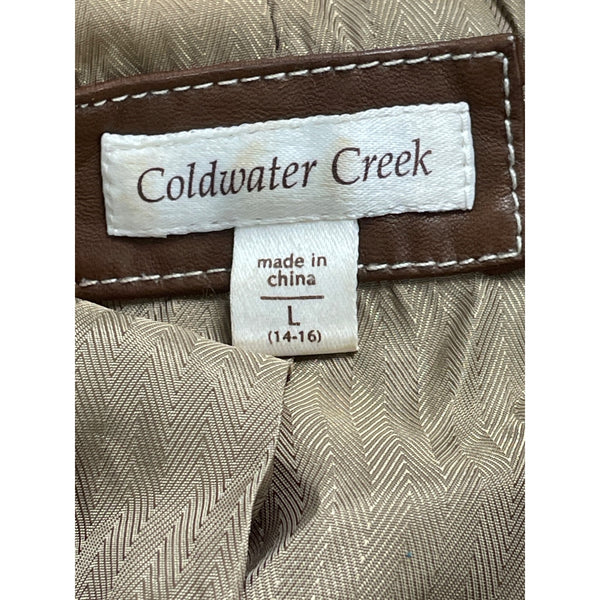 Coldwater Creek
made in
china
L
(14-16)